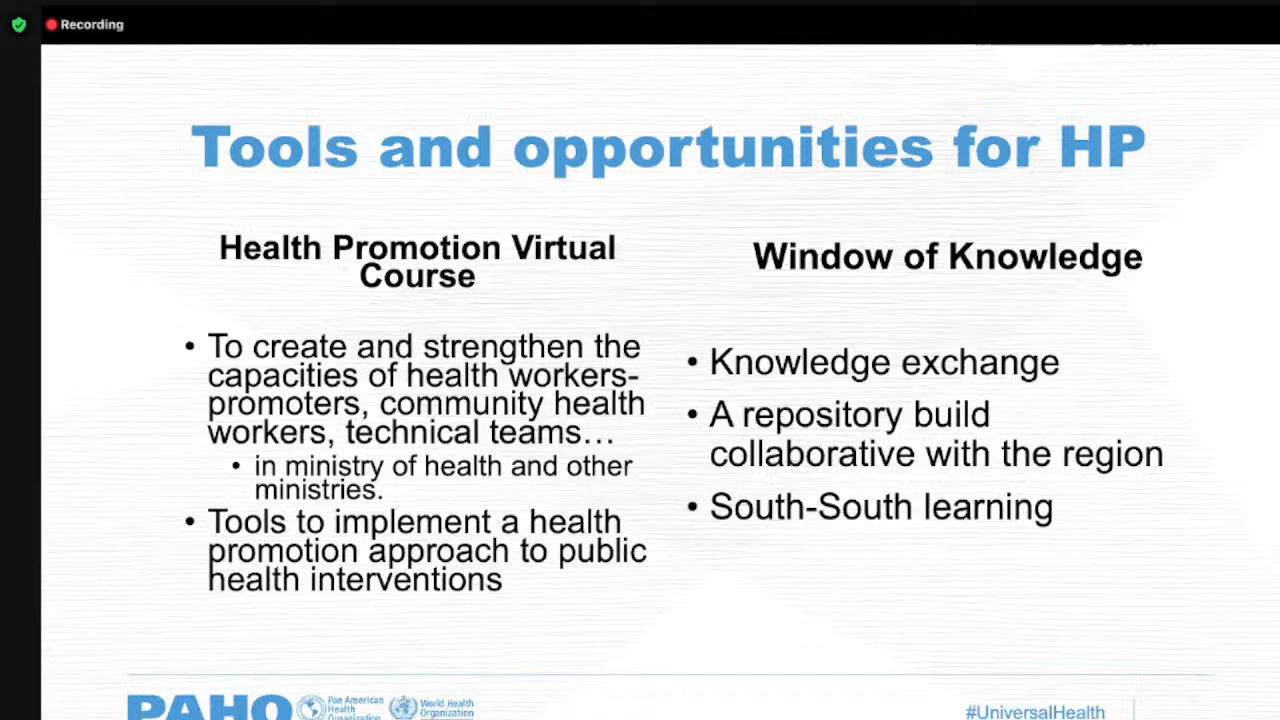 Recording
Tools and opportunities for HP
Health Promotion Virtual
Course
• To create and strengthen the
capacities of health workers-
promoters, community health
workers, technical teams…
• in ministry of health and other
ministries.
• Tools to implement a health
promotion approach to public
health interventions
Window of Knowledge
• Knowledge exchange
• A repository build
collaborative with the region
• South-South learning
PAHO
Pan American
Health
Organization
World Health
Organization
#UniversalHealth